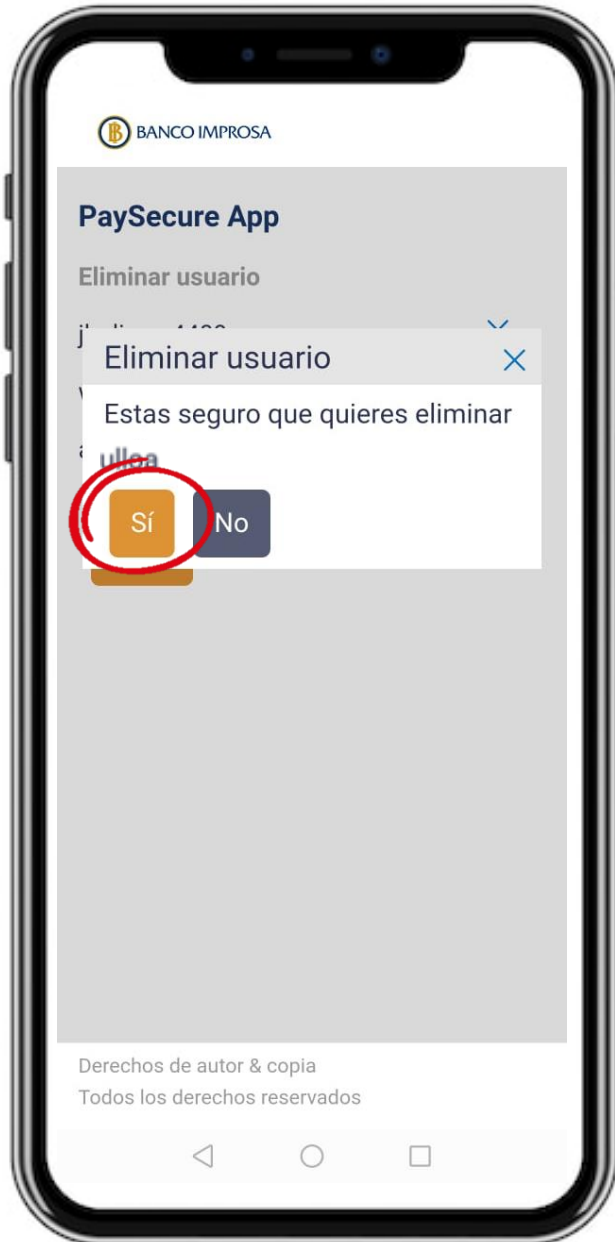 BANCO IMPROSA
PaySecure App
Eliminar usuario
Eliminar usuario
Estas seguro que quieres eliminar
ulloa
Sí
No
Derechos de autor & copia
Todos los derechos reservados